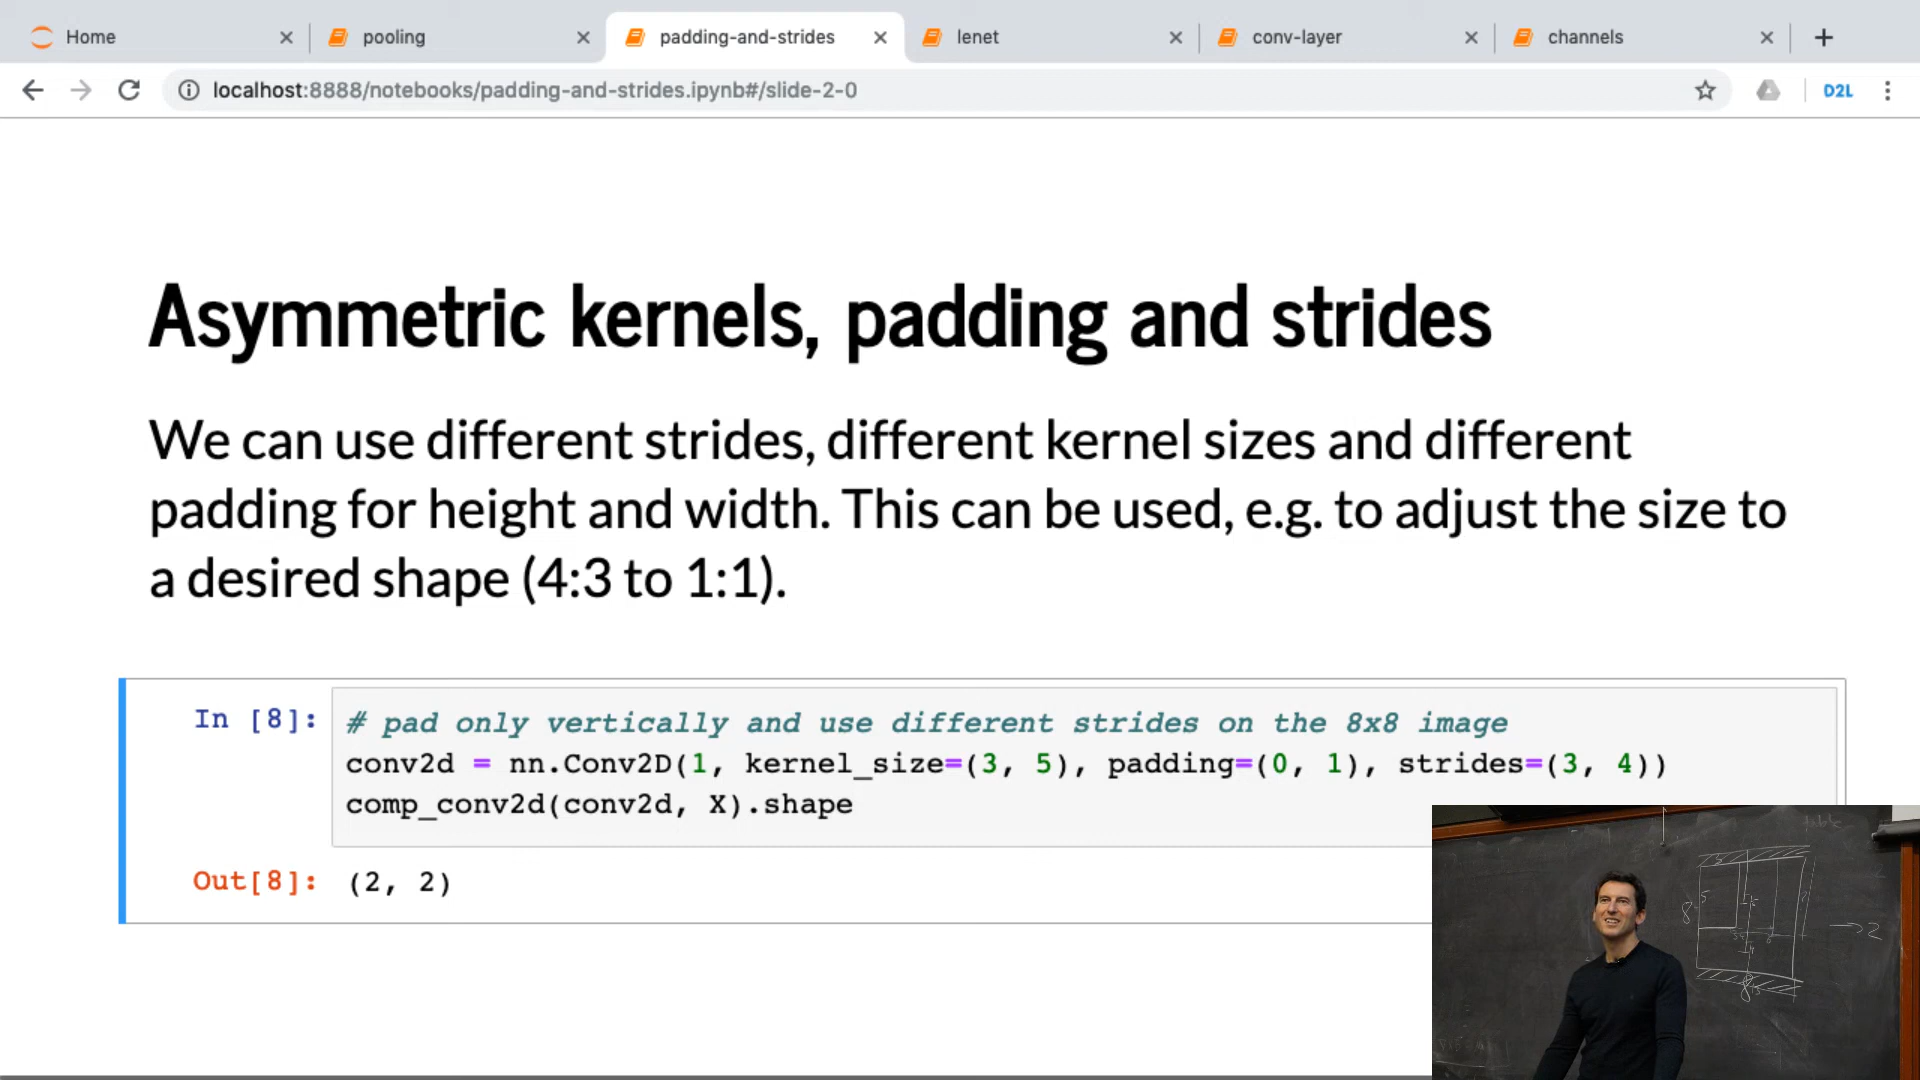 Home
pooling
padding-and-strides
lenet
conv-layer
channels
localhost:8888/notebooks/padding-and-strides.ipynb#/slide-2-0
D2L
Asymmetric kernels, padding and strides
We can use different strides, different kernel sizes and different
padding for height and width. This can be used, e.g. to adjust the size to
a desired shape (4:3 to 1:1).
In [8]:
# pad only vertically and use different strides on the 8x8 image
conv2d = nn.Conv2D(1, kernel_size=(3, 5), padding=(0, 1), strides=(3, 4))
comp_conv2d(conv2d, X).shape
Out[8]: (2, 2)
8
5
→2
8